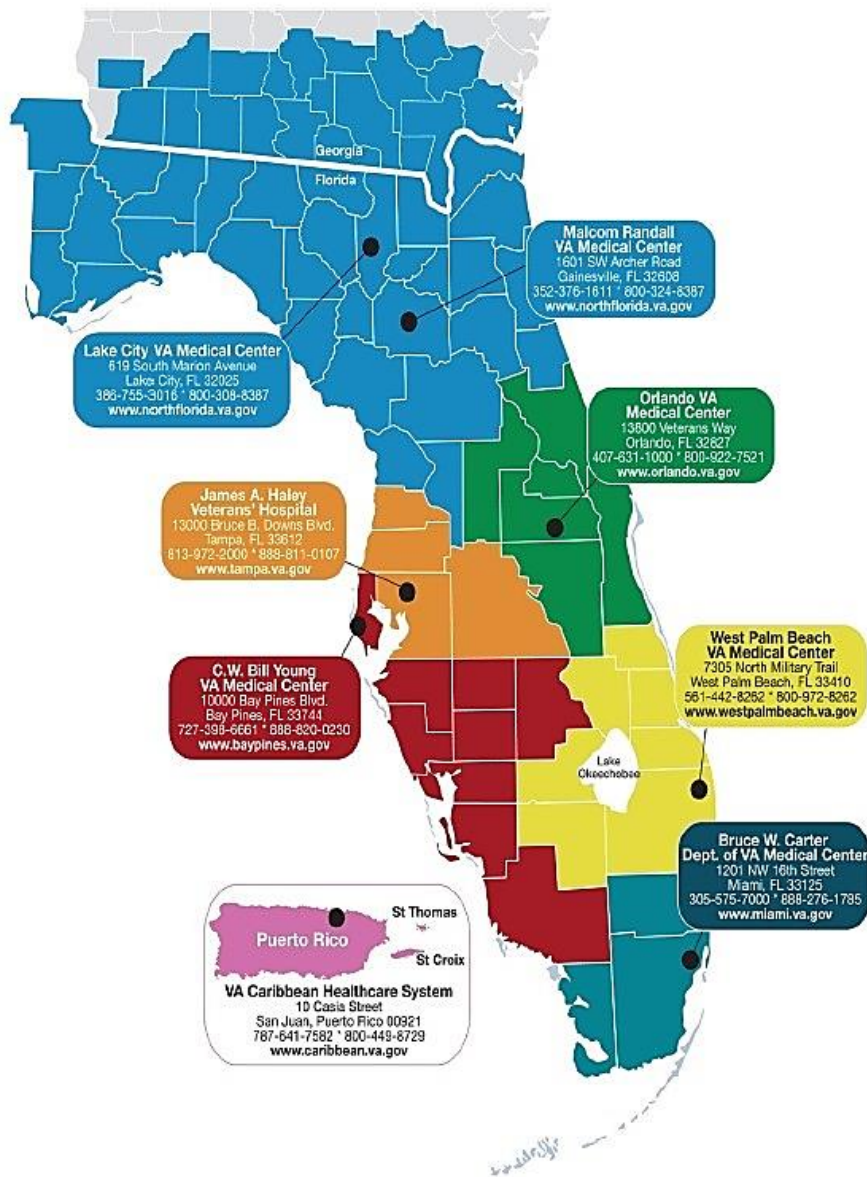 Georgia
Florida
Malcom Randall
VA Medical Center
1601 SW Archer Road
Gainesville, FL 32608
352-376-1611 * 800-324-8387
www.northflorida.va.gov
Lake City VA Medical Center
619 South Marion Avenue
Lake City, FL 32025
386-755-3016 * 800-308-8387
www.northflorida.va.gov
Orlando VA
Medical Center
13800 Veterans Way
Orlando, FL 32827
407-631-1000 * 800-922-7521
www.orlando.va.gov
James A. Haley
Veterans' Hospital
13000 Bruce B. Downs Blvd.
Tampa, FL 33612
813-972-2000 * 888-811-0107
www.tampa.va.gov
West Palm Beach
VA Medical Center
7305 North Military Trail
West Palm Beach, FL 33410
561-442-8262 * 800-972-8262
www.westpalmbeach.va.gov
C.W. Bill Young
VA Medical Center
10000 Bay Pines Blvd.
Bay Pines, FL 33744
727-398-6661 * 888-820-0230
www.baypines.va.gov
Lake
Okeechobee
Bruce W. Carter
Dept. of VA Medical Center
1201 NW 16th Street
Miami, FL 33125
305-575-7000 * 888-276-1785
www.miami.va.gov
St Thomas
Puerto Rico
St Croix
VA Caribbean Healthcare System
10 Casia Street
San Juan, Puerto Rico 00921
787-641-7582 * 800-449-8729
www.caribbean.va.gov